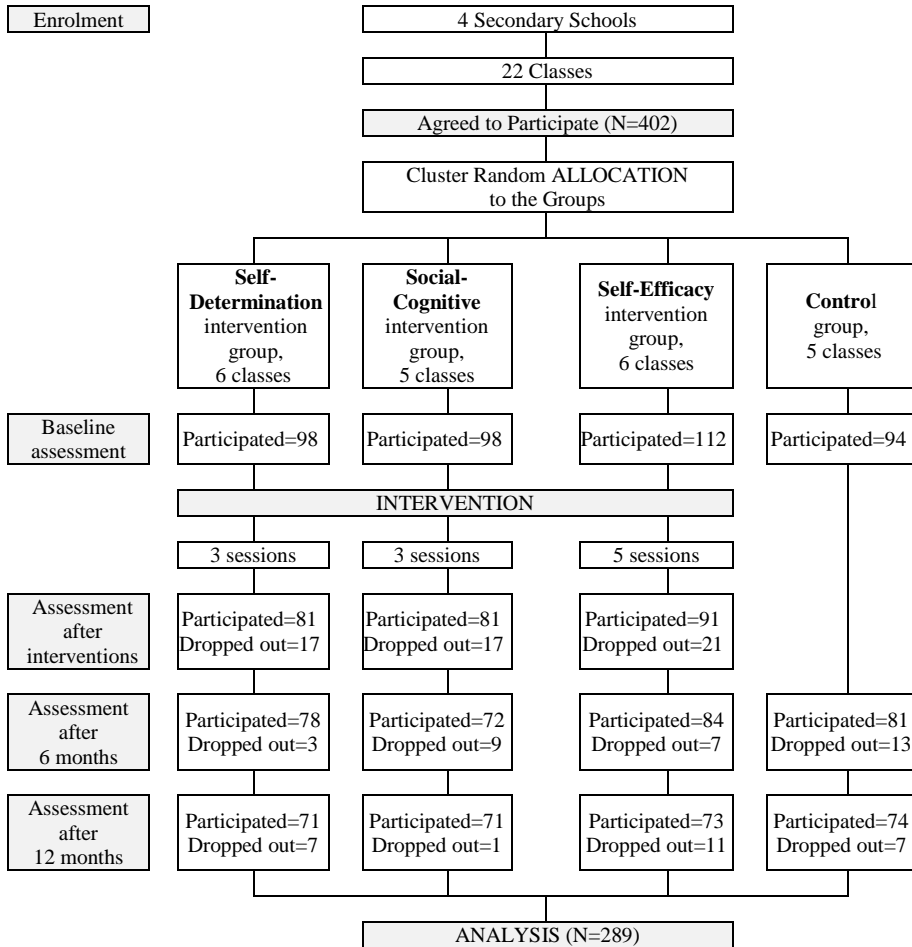 Enrolment
4 Secondary Schools
22 Classes
Agreed to Participate (N=402)
Cluster Random ALLOCATION
to the Groups
Self-
Determination
intervention
group,
6 classes
Social-
Cognitive
intervention
group,
5 classes
Self-Efficacy
intervention
group,
6 classes
Control
group,
5 classes
Baseline
assessment
Participated=98
Participated=98
Participated=112
Participated=94
INTERVENTION
3 sessions
3 sessions
5 sessions
Assessment
after
interventions
Participated=81
Dropped out=17
Participated=81
Dropped out=17
Participated=91
Dropped out=21
Assessment
after
6 months
Participated=78
Dropped out=3
Participated=72
Dropped out=9
Participated=84
Dropped out=7
Participated=81
Dropped out=13
Assessment
after
12 months
Participated=71
Dropped out=7
Participated=71
Dropped out=1
Participated=73
Dropped out=11
Participated=74
Dropped out=7
ANALYSIS (N=289)